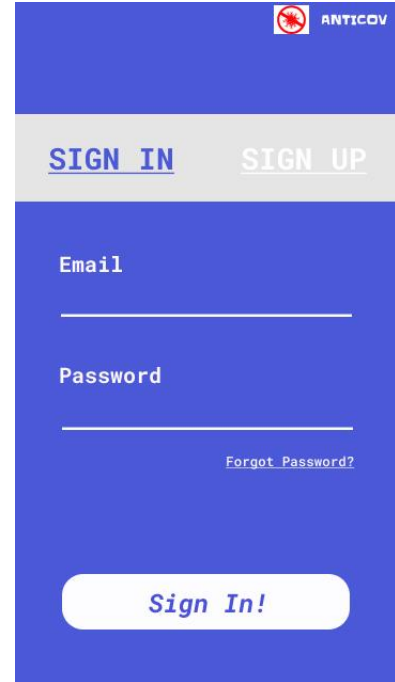 ANTICOV
SIGN IN SIGN UP
Email
Password
Forgot Password?
Sign In!